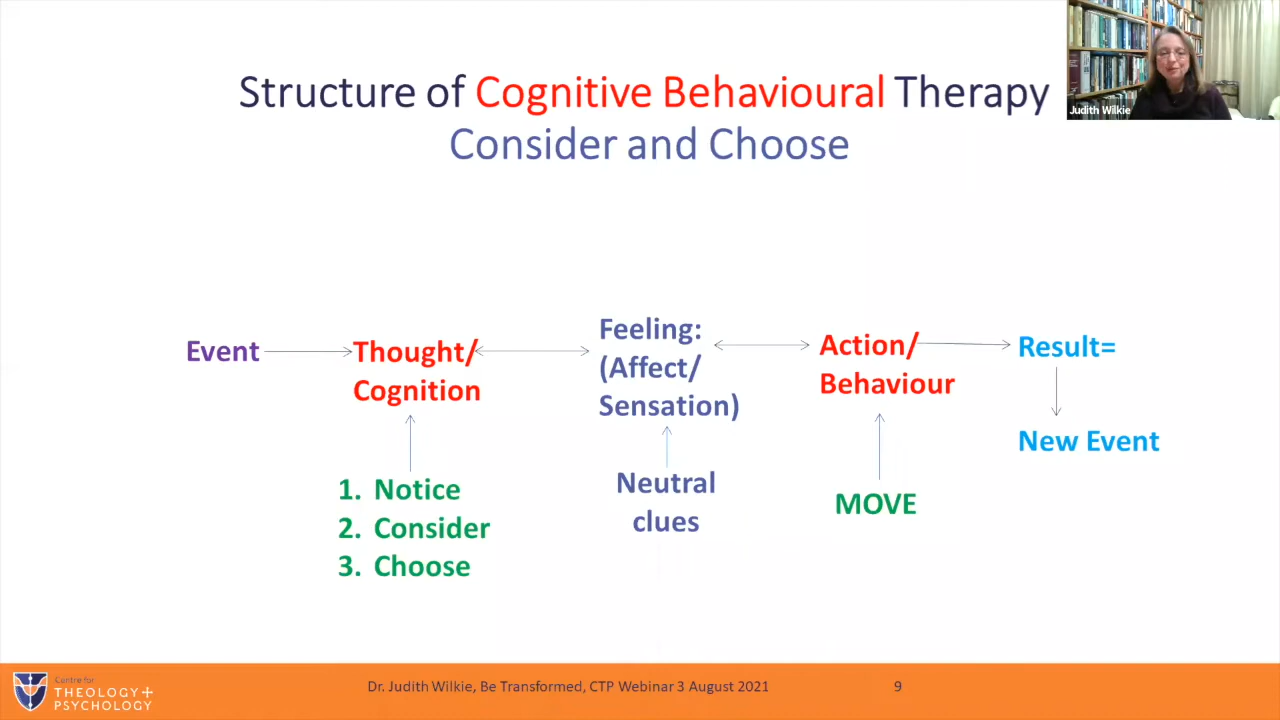 Structure of Cognitive Behavioural Therapy
Consider and Choose
Judith Wilkie
Event
Thought/
Cognition
Feeling:
(Affect/
Sensation)
Action/
Behaviour
Result=
New Event
1. Notice
2. Consider
3. Choose
Neutral
clues
MOVE
Centre for
THEOLOGY+
PSYCHOLOGY
Dr. Judith Wilkie, Be Transformed, CTP Webinar 3 August 2021
9